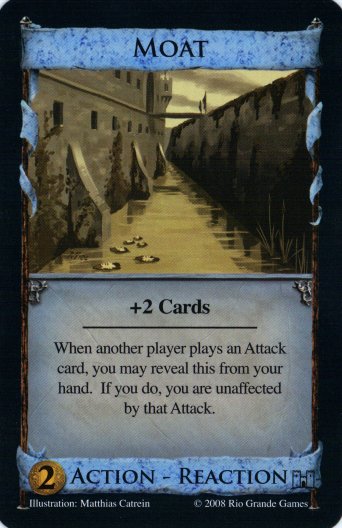 MOAT
+2 Cards
When another player plays an Attack
card, you may reveal this from your
hand.  If you do, you are unaffected
by that Attack.
2 ACTION - REACTION
Illustration: Matthias Catrein © 2008 Rio Grande Games